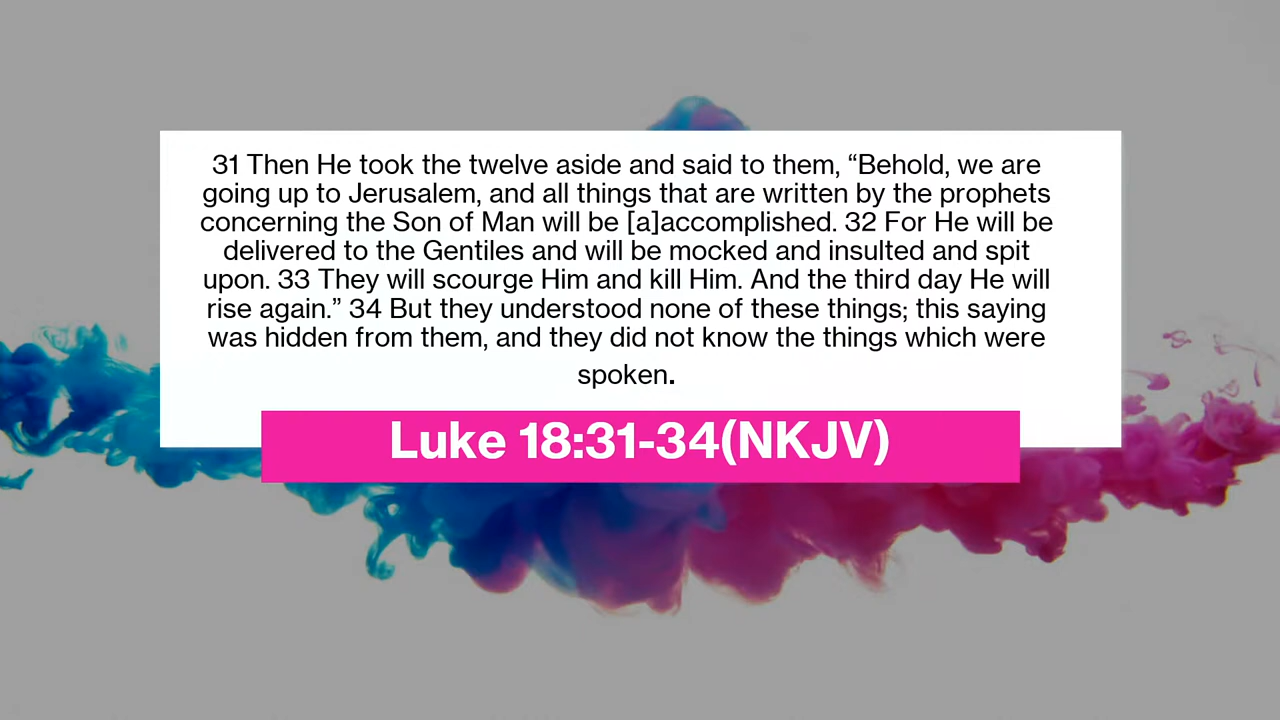 31 Then He took the twelve aside and said to them, “Behold, we are
going up to Jerusalem, and all things that are written by the prophets
concerning the Son of Man will be [a]accomplished. 32 For He will be
delivered to the Gentiles and will be mocked and insulted and spit
upon. 33 They will scourge Him and kill Him. And the third day He will
rise again.” 34 But they understood none of these things; this saying
was hidden from them, and they did not know the things which were
spoken.
Luke 18:31-34(NKJV)